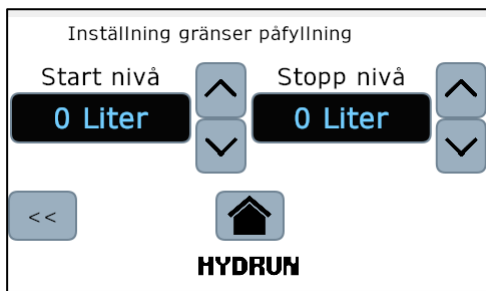 Inställning gränser påfyllning
Start nivå
Stopp nivå
0 Liter
0 Liter
<<
HYDRUN